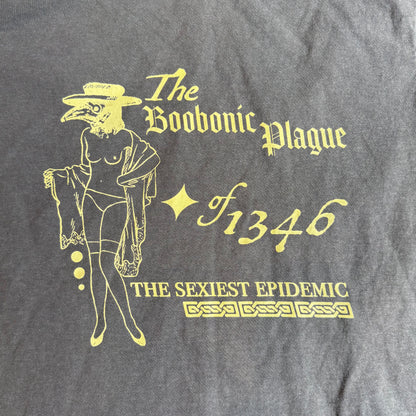 The
Boobonic Plague
of 1346
THE SEXIEST EPIDEMIC